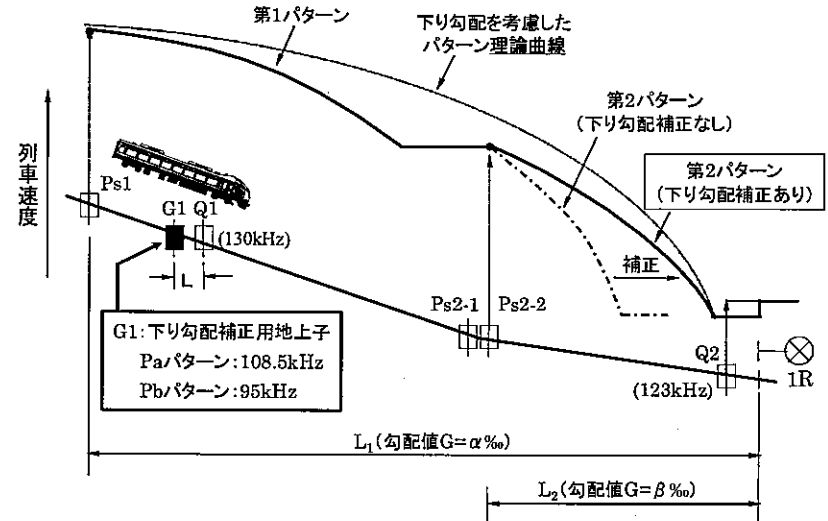 第1パターン
下り勾配を考慮した
パターン理論曲線
第2パターン
(下り勾配補正なし)
第2パターン
(下り勾配補正あり)
列車速度
Ps1
G1 Q1
(130kHz)
L
補正
Ps2-1 Ps2-2
G1:下り勾配補正用地上子
Paパターン:108.5kHz
Pbパターン:95kHz
Q2
(123kHz)
1R
L₁(勾配値G=α‰)
L₂(勾配値G=β‰)